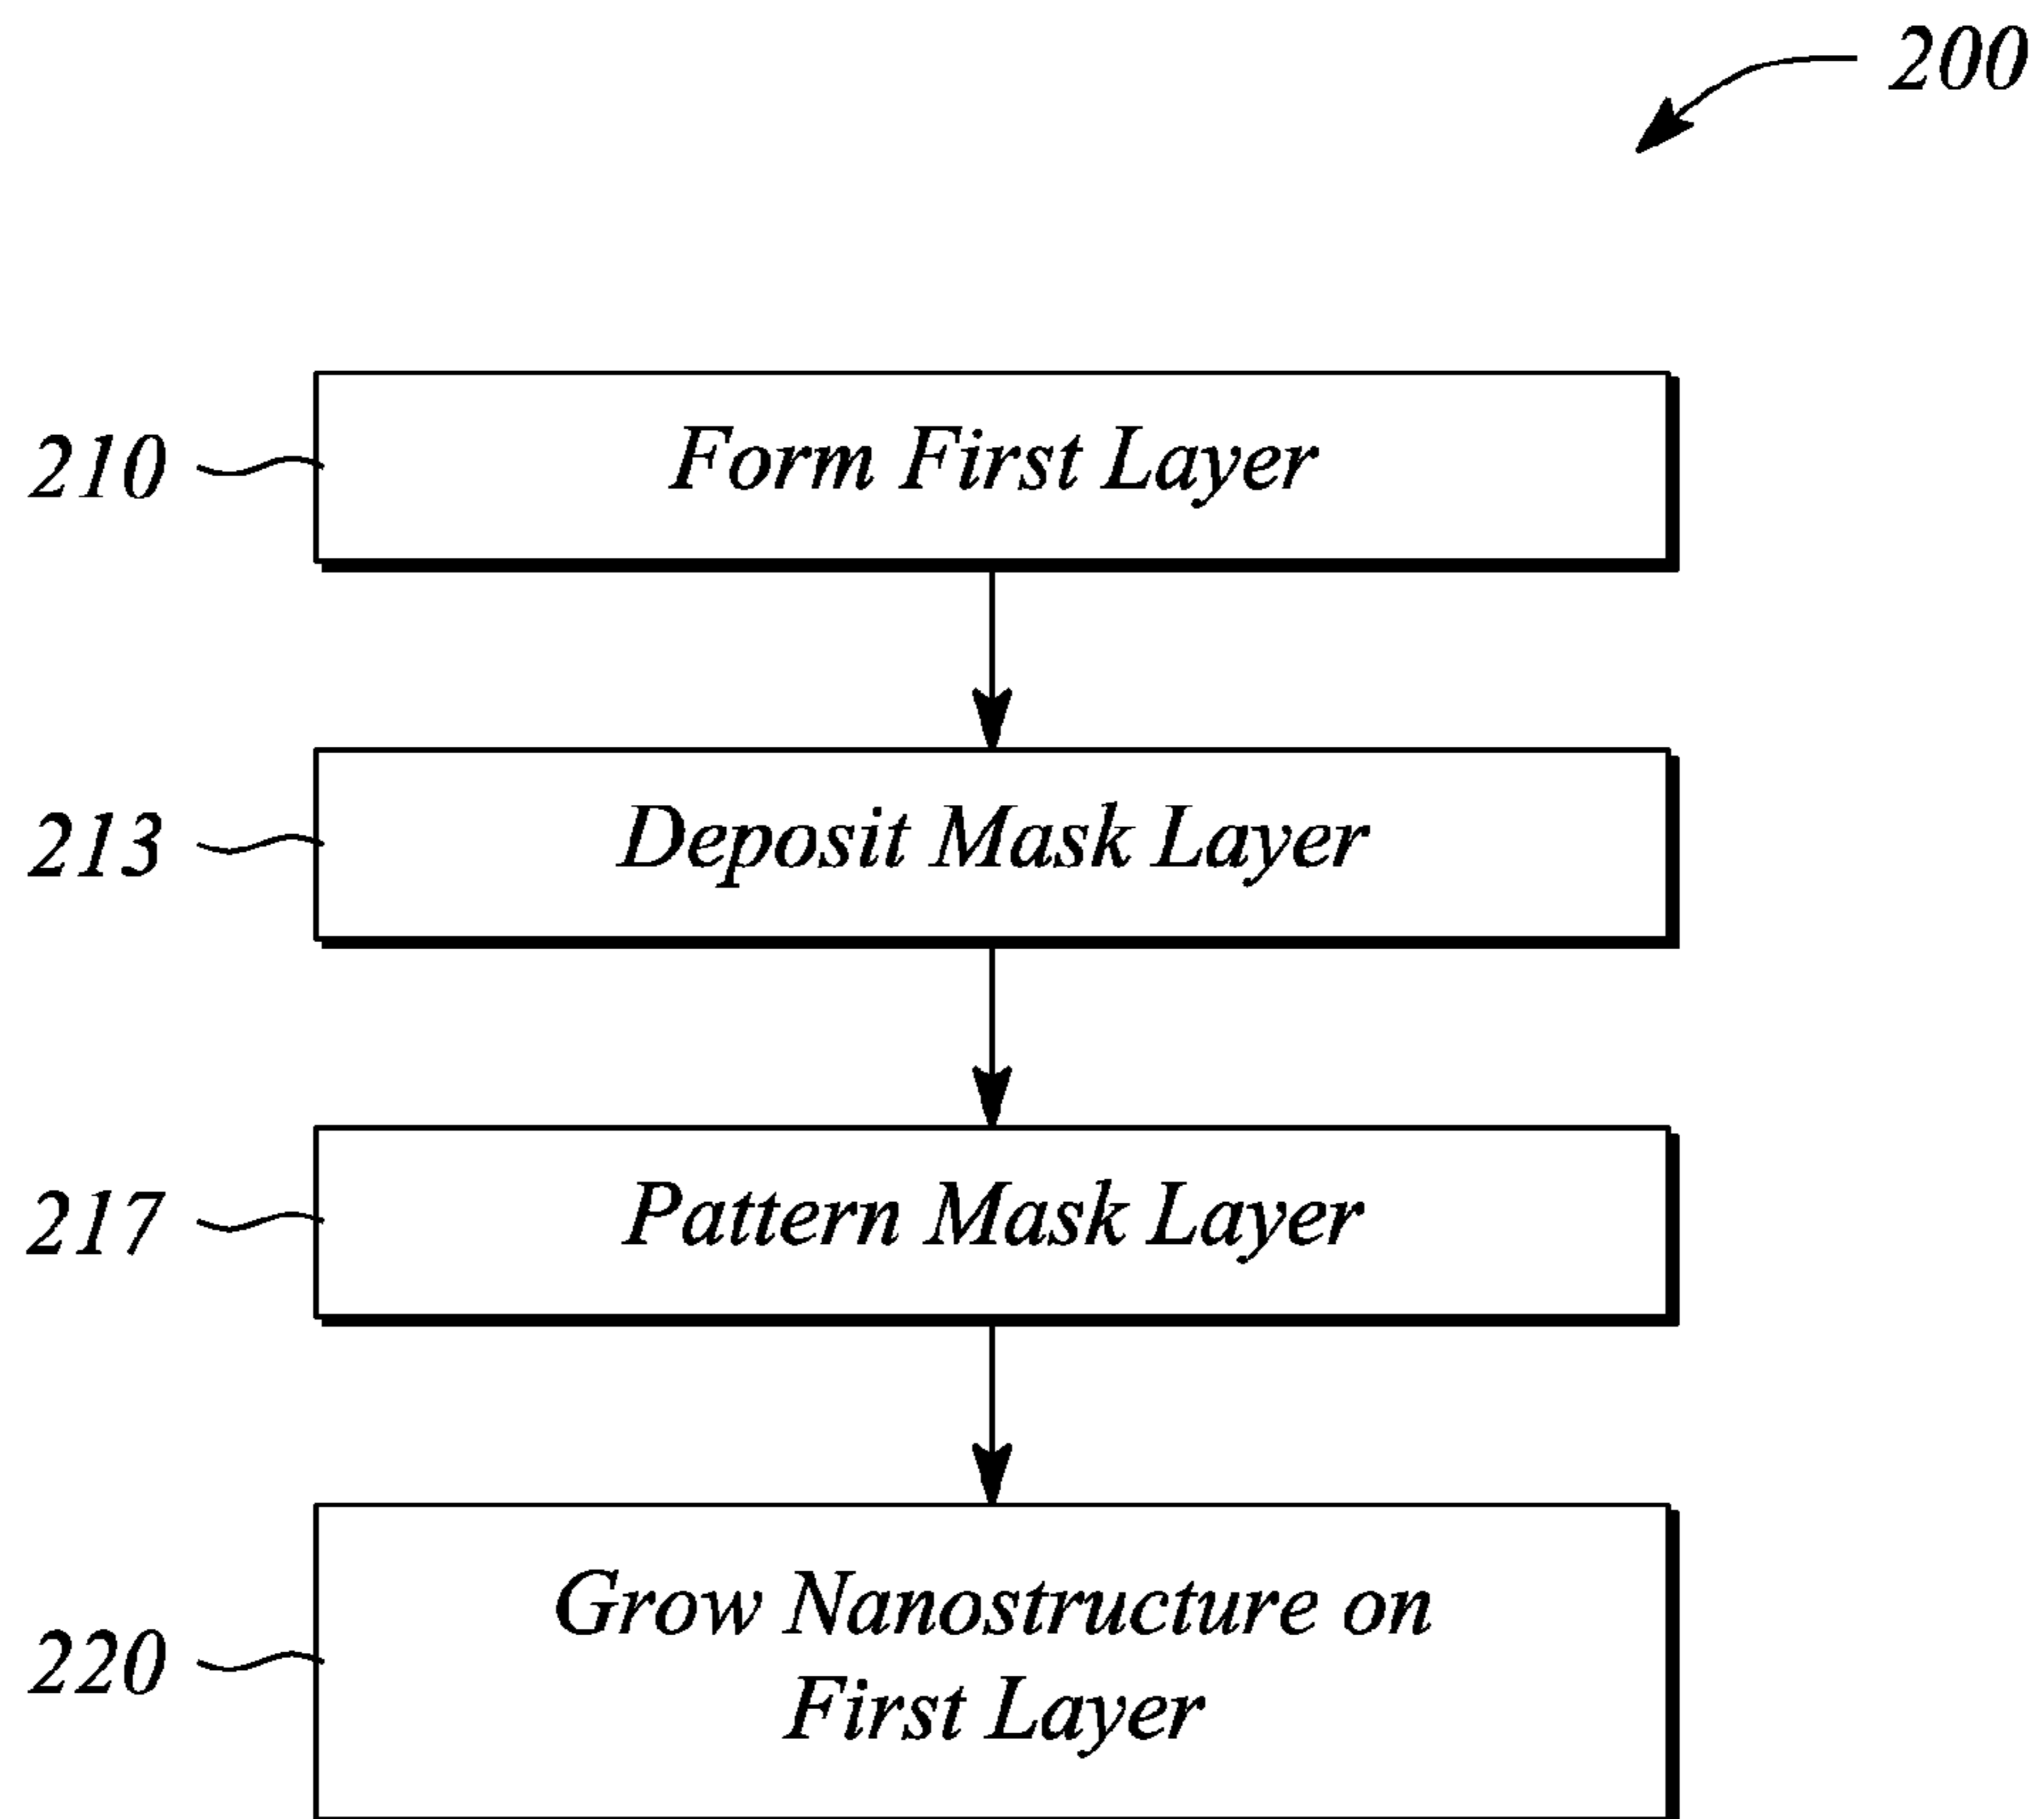 200
210
Form First Layer
213
Deposit Mask Layer
217
Pattern Mask Layer
220
Grow Nanostructure on
First Layer